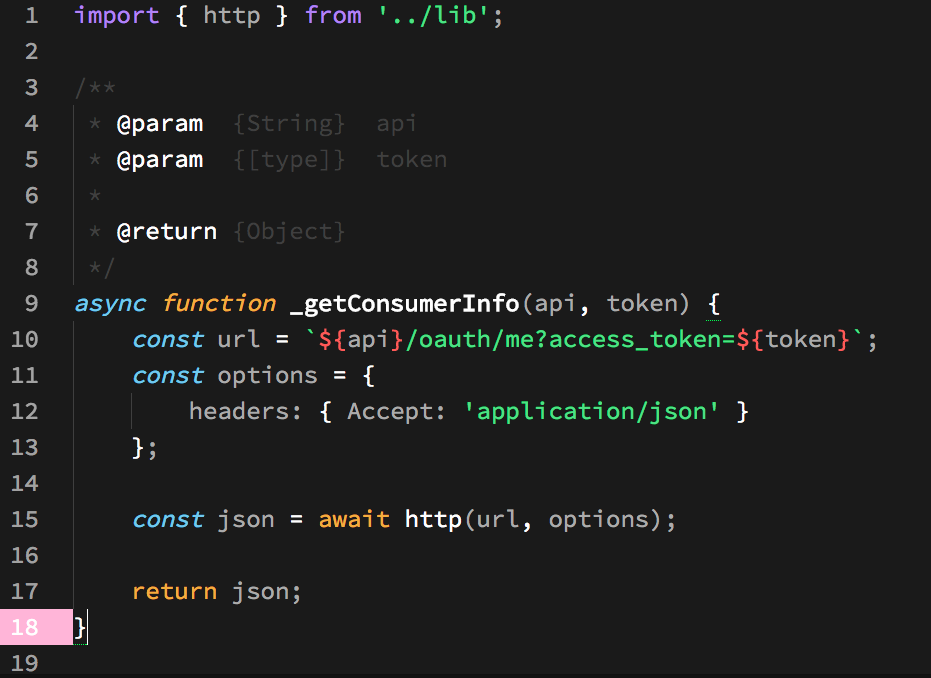 1 import { http } from '../lib';
2
3 /**
4  * @param  {String}  api
5  * @param  {[type]}  token
6  *
7  * @return {Object}
8  */
9 async function _getConsumerInfo(api, token) {
10     const url = `${api}/oauth/me?access_token=${token}`;
11     const options = {
12         headers: { Accept: 'application/json' }
13     };
14
15     const json = await http(url, options);
16
17     return json;
18 }
19